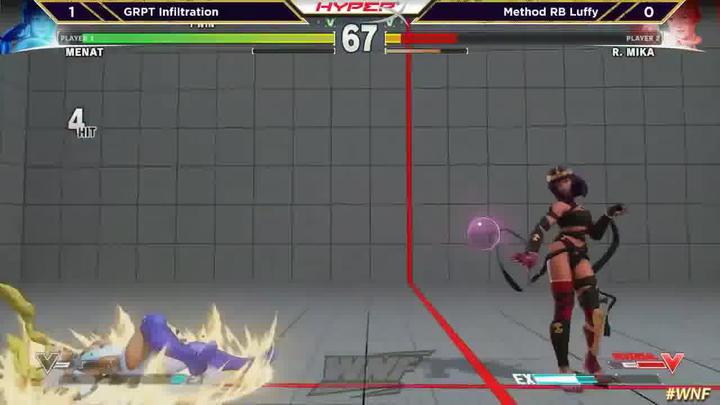 1 GRPT Infiltration HYPER Method RB Luffy 0
PLAYER 1 67 PLAYER 2
MENAT R. MIKA
4
HIT
WNF
EX
#WNF